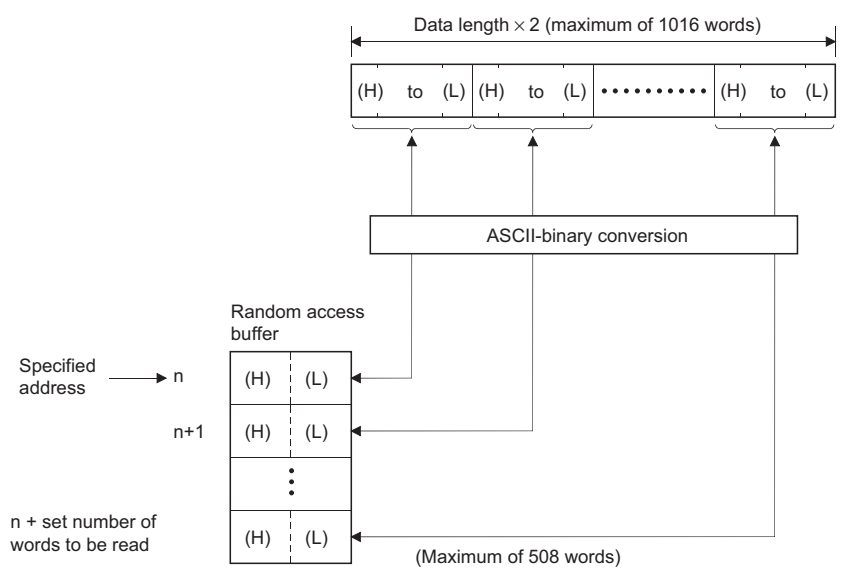 Data length × 2 (maximum of 1016 words)
(H) to (L) (H) to (L) •••••••••• (H) to (L)
ASCII-binary conversion
Random access
buffer
Specified
address
n (H) (L)
n+1 (H) (L)
n + set number of
words to be read
(H) (L)
(Maximum of 508 words)